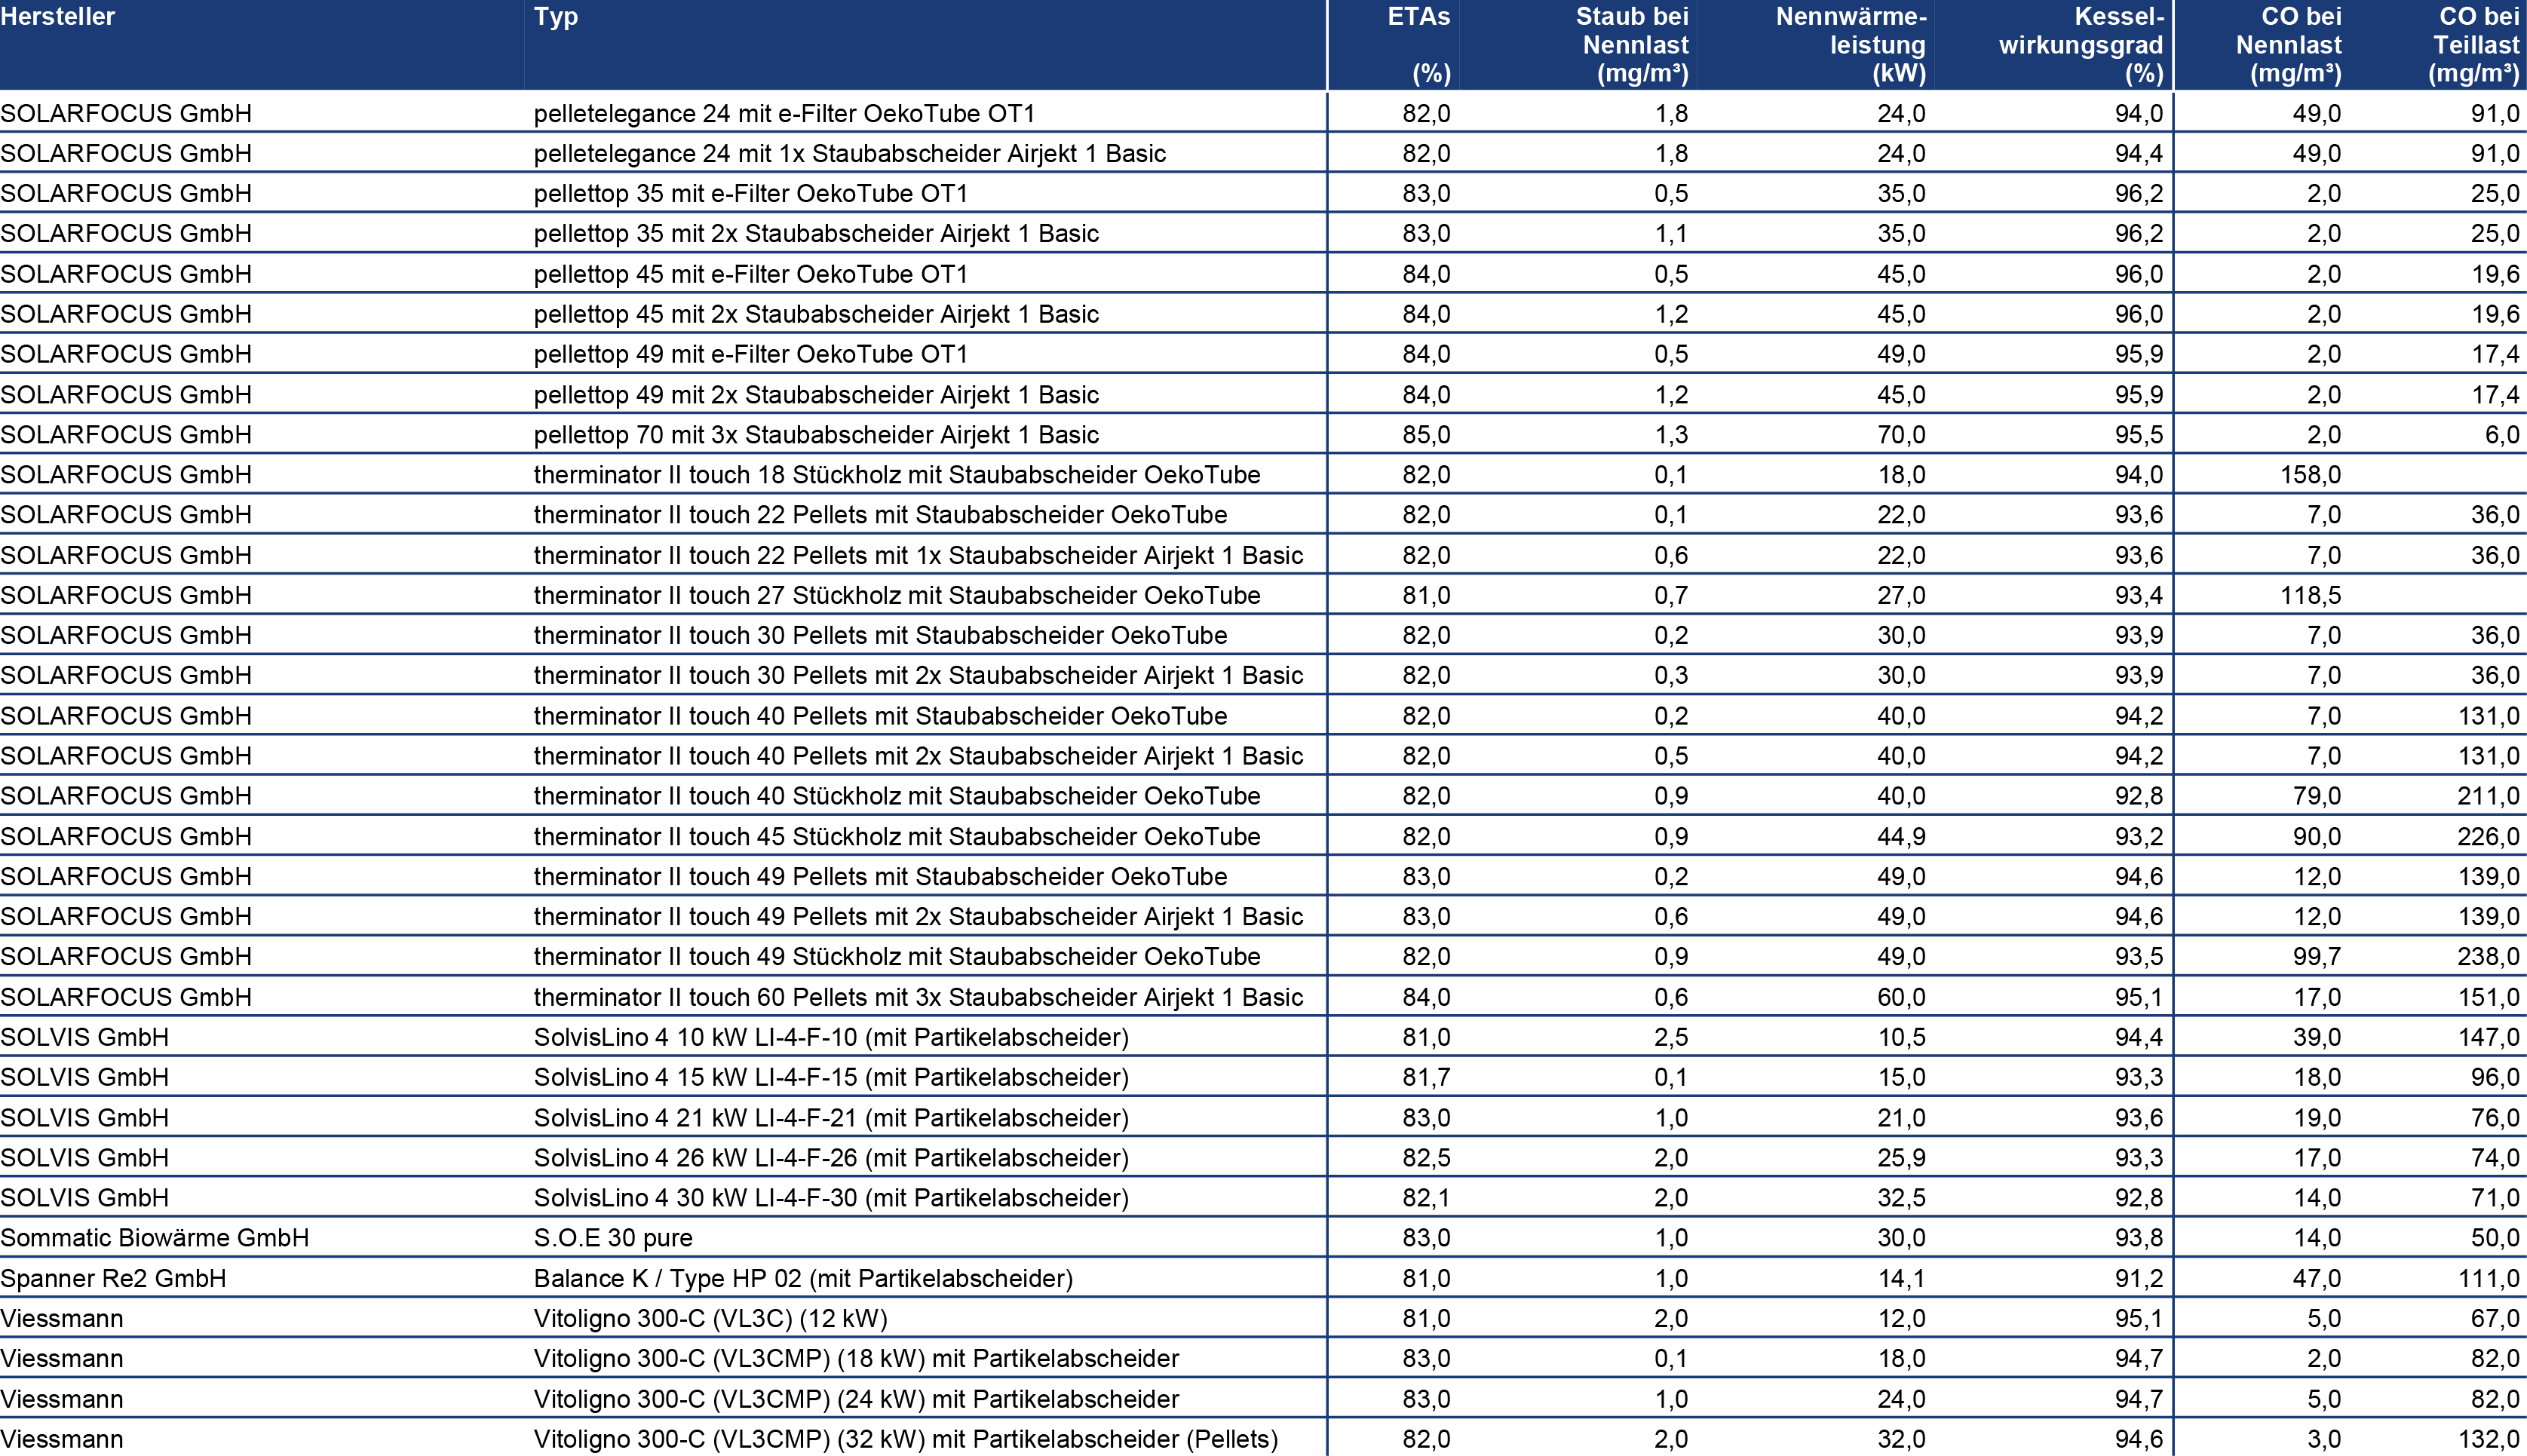 Hersteller Typ ETAs (%) Staub bei Nennlast (mg/m³) Nennwärme-leistung (kW) Kessel-wirkungsgrad (%) CO bei Nennlast (mg/m³) CO bei Teillast (mg/m³)
SOLARFOCUS GmbH pelletelegance 24 mit e-Filter OekoTube OT1 82,0 1,8 24,0 94,0 49,0 91,0
SOLARFOCUS GmbH pelletelegance 24 mit 1x Staubabscheider Airjekt 1 Basic 82,0 1,8 24,0 94,4 49,0 91,0
SOLARFOCUS GmbH pellettop 35 mit e-Filter OekoTube OT1 83,0 0,5 35,0 96,2 2,0 25,0
SOLARFOCUS GmbH pellettop 35 mit 2x Staubabscheider Airjekt 1 Basic 83,0 1,1 35,0 96,2 2,0 25,0
SOLARFOCUS GmbH pellettop 45 mit e-Filter OekoTube OT1 84,0 0,5 45,0 96,0 2,0 19,6
SOLARFOCUS GmbH pellettop 45 mit 2x Staubabscheider Airjekt 1 Basic 84,0 1,2 45,0 96,0 2,0 19,6
SOLARFOCUS GmbH pellettop 49 mit e-Filter OekoTube OT1 84,0 0,5 49,0 95,9 2,0 17,4
SOLARFOCUS GmbH pellettop 49 mit 2x Staubabscheider Airjekt 1 Basic 84,0 1,2 45,0 95,9 2,0 17,4
SOLARFOCUS GmbH pellettop 70 mit 3x Staubabscheider Airjekt 1 Basic 85,0 1,3 70,0 95,5 2,0 6,0
SOLARFOCUS GmbH therminator II touch 18 Stückholz mit Staubabscheider OekoTube 82,0 0,1 18,0 94,0 158,0
SOLARFOCUS GmbH therminator II touch 22 Pellets mit Staubabscheider OekoTube 82,0 0,1 22,0 93,6 7,0 36,0
SOLARFOCUS GmbH therminator II touch 22 Pellets mit 1x Staubabscheider Airjekt 1 Basic 82,0 0,6 22,0 93,6 7,0 36,0
SOLARFOCUS GmbH therminator II touch 27 Stückholz mit Staubabscheider OekoTube 81,0 0,7 27,0 93,4 118,5
SOLARFOCUS GmbH therminator II touch 30 Pellets mit Staubabscheider OekoTube 82,0 0,2 30,0 93,9 7,0 36,0
SOLARFOCUS GmbH therminator II touch 30 Pellets mit 2x Staubabscheider Airjekt 1 Basic 82,0 0,3 30,0 93,9 7,0 36,0
SOLARFOCUS GmbH therminator II touch 40 Pellets mit Staubabscheider OekoTube 82,0 0,2 40,0 94,2 7,0 131,0
SOLARFOCUS GmbH therminator II touch 40 Pellets mit 2x Staubabscheider Airjekt 1 Basic 82,0 0,5 40,0 94,2 7,0 131,0
SOLARFOCUS GmbH therminator II touch 40 Stückholz mit Staubabscheider OekoTube 82,0 0,9 40,0 92,8 79,0 211,0
SOLARFOCUS GmbH therminator II touch 45 Stückholz mit Staubabscheider OekoTube 82,0 0,9 44,9 93,2 90,0 226,0
SOLARFOCUS GmbH therminator II touch 49 Pellets mit Staubabscheider OekoTube 83,0 0,2 49,0 94,6 12,0 139,0
SOLARFOCUS GmbH therminator II touch 49 Pellets mit 2x Staubabscheider Airjekt 1 Basic 83,0 0,6 49,0 94,6 12,0 139,0
SOLARFOCUS GmbH therminator II touch 49 Stückholz mit Staubabscheider OekoTube 82,0 0,9 49,0 93,5 99,7 238,0
SOLARFOCUS GmbH therminator II touch 60 Pellets mit 3x Staubabscheider Airjekt 1 Basic 84,0 0,6 60,0 95,1 17,0 151,0
SOLVIS GmbH SolvisLino 4 10 kW LI-4-F-10 (mit Partikelabscheider) 81,0 2,5 10,5 94,4 39,0 147,0
SOLVIS GmbH SolvisLino 4 15 kW LI-4-F-15 (mit Partikelabscheider) 81,7 0,1 15,0 93,3 18,0 96,0
SOLVIS GmbH SolvisLino 4 21 kW LI-4-F-21 (mit Partikelabscheider) 83,0 1,0 21,0 93,6 19,0 76,0
SOLVIS GmbH SolvisLino 4 26 kW LI-4-F-26 (mit Partikelabscheider) 82,5 2,0 25,9 93,3 17,0 74,0
SOLVIS GmbH SolvisLino 4 30 kW LI-4-F-30 (mit Partikelabscheider) 82,1 2,0 32,5 92,8 14,0 71,0
Sommatic Biowärme GmbH S.O.E 30 pure 83,0 1,0 30,0 93,8 14,0 50,0
Spanner Re2 GmbH Balance K / Type HP 02 (mit Partikelabscheider) 81,0 1,0 14,1 91,2 47,0 111,0
Viessmann Vitoligno 300-C (VL3C) (12 kW) 81,0 2,0 12,0 95,1 5,0 67,0
Viessmann Vitoligno 300-C (VL3CMP) (18 kW) mit Partikelabscheider 83,0 0,1 18,0 94,7 2,0 82,0
Viessmann Vitoligno 300-C (VL3CMP) (24 kW) mit Partikelabscheider 83,0 1,0 24,0 94,7 5,0 82,0
Viessmann Vitoligno 300-C (VL3CMP) (32 kW) mit Partikelabscheider (Pellets) 82,0 2,0 32,0 94,6 3,0 132,0